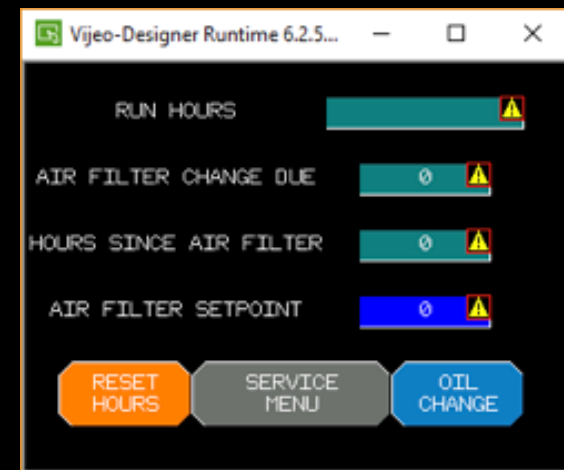 Vijeo-Designer Runtime 6.2.5...
RUN HOURS
AIR FILTER CHANGE DUE 0
HOURS SINCE AIR FILTER 0
AIR FILTER SETPOINT 0
RESET
HOURS
SERVICE
MENU
OIL
CHANGE